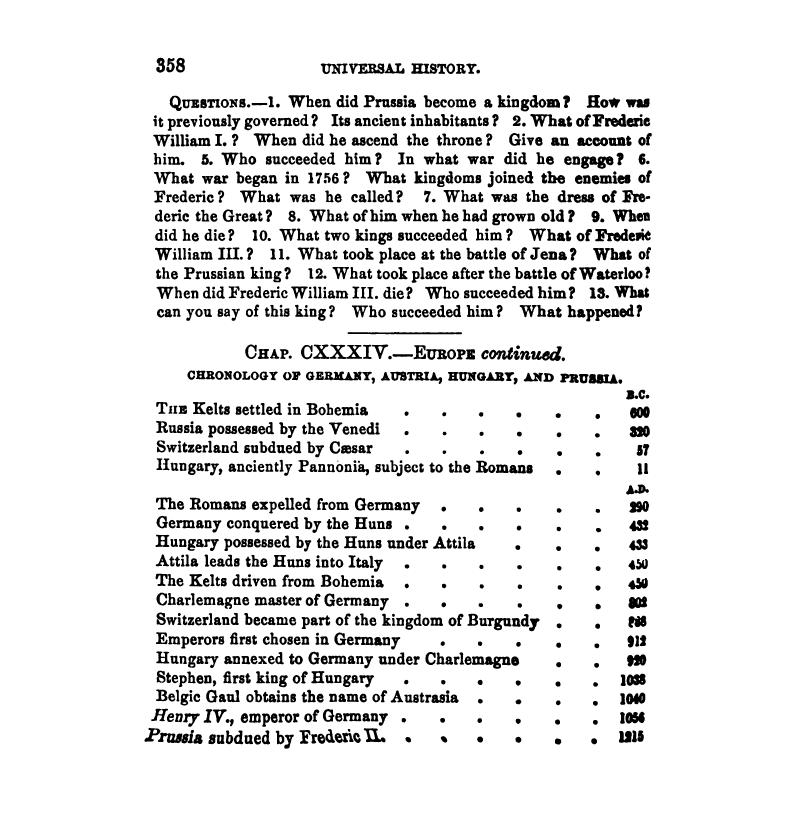 358 UNIVERSAL HISTORY.
QUESTIONS.—1. When did Prussia become a kingdom? How was
it previously governed? Its ancient inhabitants? 2. What of Frederic
William I.? When did he ascend the throne? Give an account of
him. 5. Who succeeded him? In what war did he engage? 6.
What war began in 1756? What kingdoms joined the enemies of
Frederic? What was he called? 7. What was the dress of Fre-
deric the Great? 8. What of him when he had grown old? 9. When
did he die? 10. What two kings succeeded him? What of Frederic
William III.? 11. What took place at the battle of Jena? What of
the Prussian king? 12. What took place after the battle of Waterloo?
When did Frederic William III. die? Who succeeded him? 13. What
can you say of this king? Who succeeded him? What happened?
CHAP. CXXXIV.—EUROPE continued.
CHRONOLOGY OF GERMANY, AUSTRIA, HUNGARY, AND PRUSSIA.
B.C.
THE Kelts settled in Bohemia . . . . . . 600
Russia possessed by the Venedi . . . . . . 320
Switzerland subdued by Cæsar . . . . . . 57
Hungary, anciently Pannonia, subject to the Romans . . 11
A.D.
The Romans expelled from Germany . . . . . 290
Germany conquered by the Huns . . . . . . 432
Hungary possessed by the Huns under Attila . . . 433
Attila leads the Huns into Italy . . . . . . 450
The Kelts driven from Bohemia . . . . . . 450
Charlemagne master of Germany . . . . . . 802
Switzerland became part of the kingdom of Burgundy . .
Emperors first chosen in Germany . . . . . 912
Hungary annexed to Germany under Charlemagne . . 920
Stephen, first king of Hungary . . . . . . 1038
Belgic Gaul obtains the name of Austrasia . . . . 1040
Henry IV., emperor of Germany . . . . . . 1056
Prussia subdued by Frederic II. . . . . . . 1215